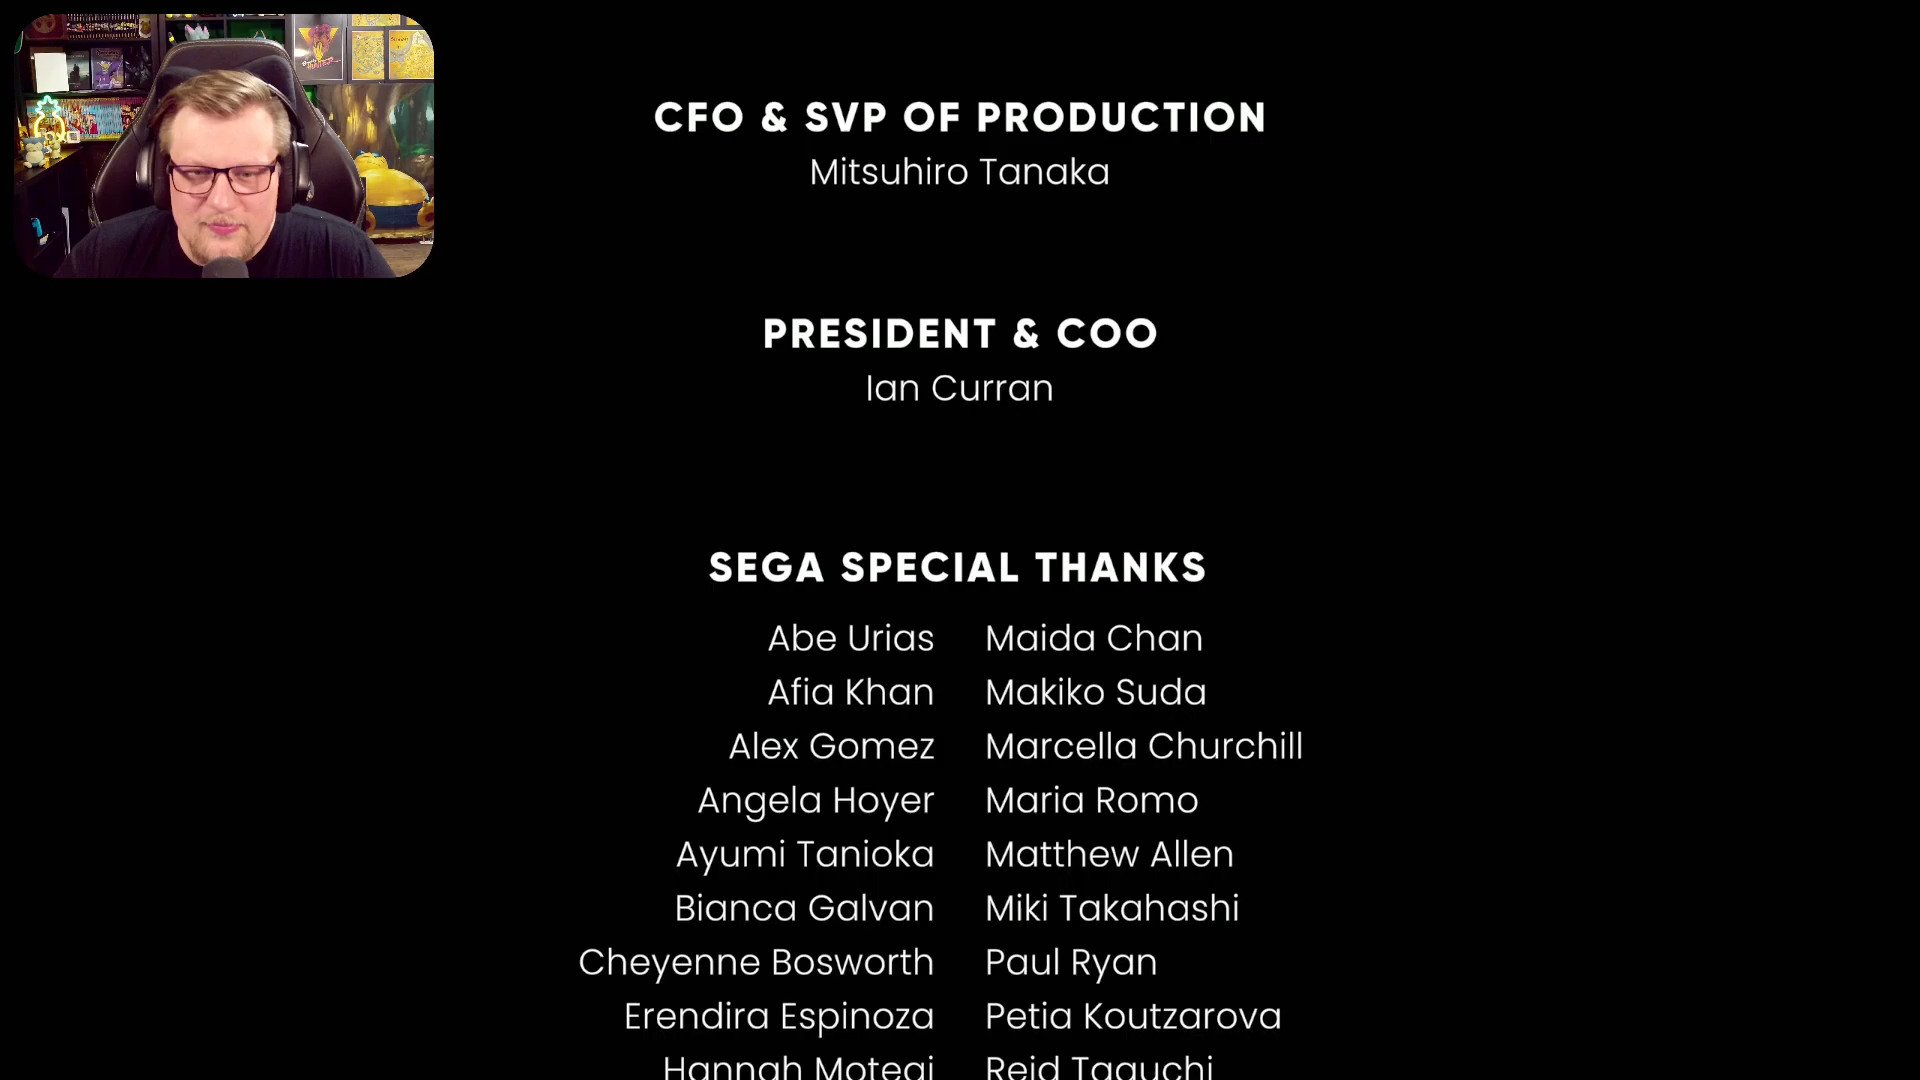 CFO & SVP OF PRODUCTION
Mitsuhiro Tanaka
PRESIDENT & COO
Ian Curran
SEGA SPECIAL THANKS
Abe Urias Maida Chan
Afia Khan Makiko Suda
Alex Gomez Marcella Churchill
Angela Hoyer Maria Romo
Ayumi Tanioka Matthew Allen
Bianca Galvan Miki Takahashi
Cheyenne Bosworth Paul Ryan
Erendira Espinoza Petia Koutzarova
Hannah Motegi Reid Taguchi